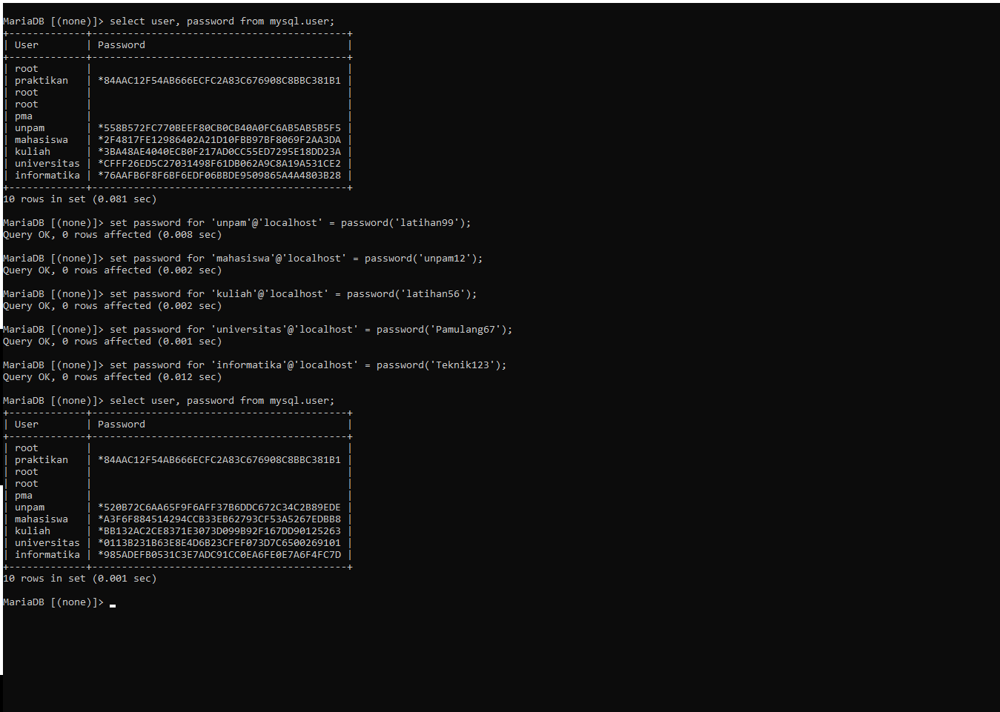 MariaDB [(none)]> select user, password from mysql.user;
+-------------+-------------------------------------------+
| User        | Password                                  |
+-------------+-------------------------------------------+
| root        |                                           |
| praktikan   | *84AAC12F54AB666ECFC2A83C676908C8BBC381B1 |
| root        |                                           |
| root        |                                           |
| pma         |                                           |
| unpam       | *558B572FC770BEEF80CB0CB40A0FC6AB5AB5B5F5 |
| mahasiswa   | *2F4817FE12986402A21D10FBB97BF8069F2AA3DA |
| kuliah      | *3BA48AE4040ECB0F217AD0CC55ED7295E18DD23A |
| universitas | *CFFF26ED5C27031498F61DB062A9C8A19A531CE2 |
| informatika | *76AAFB6F8F6BF6EDF06BBDE9509865A4A4803B28 |
+-------------+-------------------------------------------+
10 rows in set (0.081 sec)
MariaDB [(none)]> set password for 'unpam'@'localhost' = password('latihan99');
Query OK, 0 rows affected (0.008 sec)
MariaDB [(none)]> set password for 'mahasiswa'@'localhost' = password('unpam12');
Query OK, 0 rows affected (0.002 sec)
MariaDB [(none)]> set password for 'kuliah'@'localhost' = password('latihan56');
Query OK, 0 rows affected (0.002 sec)
MariaDB [(none)]> set password for 'universitas'@'localhost' = password('Pamulang67');
Query OK, 0 rows affected (0.001 sec)
MariaDB [(none)]> set password for 'informatika'@'localhost' = password('Teknik123');
Query OK, 0 rows affected (0.012 sec)
MariaDB [(none)]> select user, password from mysql.user;
+-------------+-------------------------------------------+
| User        | Password                                  |
+-------------+-------------------------------------------+
| root        |                                           |
| praktikan   | *84AAC12F54AB666ECFC2A83C676908C8BBC381B1 |
| root        |                                           |
| root        |                                           |
| pma         |                                           |
| unpam       | *520B72C6AA65F9F6AFF37B6DDC672C34C2B89EDE |
| mahasiswa   | *A3F6F884514294CCB33EB62793CF53A5267EDBB8 |
| kuliah      | *BB132AC2CE8371E3073D099B92F167DD90125263 |
| universitas | *0113B231B63E8E4D6B23CFEF073D7C6500269101 |
| informatika | *985ADEFB0531C3E7ADC91CC0EA6FE0E7A6F4FC7D |
+-------------+-------------------------------------------+
10 rows in set (0.001 sec)
MariaDB [(none)]> _